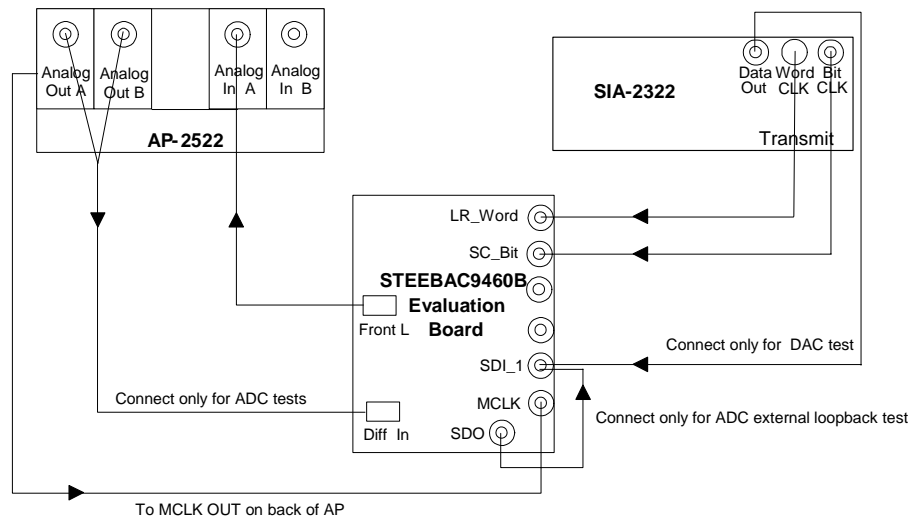 Analog
Out A
Analog
Out B
Analog
In A
Analog
In B
AP-2522
SIA-2322
Data
Out
Word
CLK
Bit
CLK
Transmit
LR_Word
SC_Bit
STEEBAC9460B
Evaluation
Board
Front L
SDI_1
Connect only for DAC test
Connect only for ADC tests
MCLK
Connect only for ADC external loopback test
Diff In
SDO
To MCLK OUT on back of AP